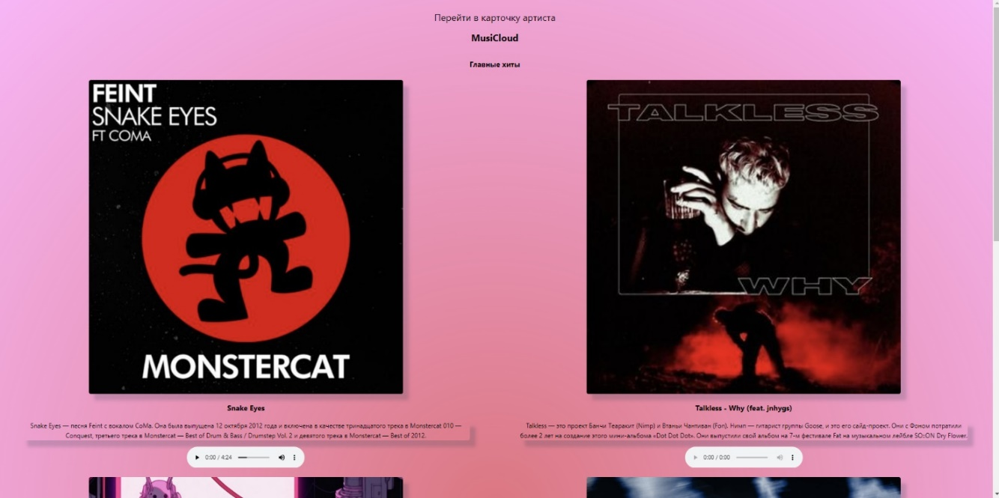 Перейти в карточку артиста
MusiCloud
Главные хиты
FEINT
SNAKE EYES
FT COMA
MONSTERCAT
TALKLESS
WHY
Snake Eyes
Snake Eyes — песня Feint с вокалом CoMa. Она была выпущена 12 октября 2012 года и включена в качестве тринадцатого трека в Monstercat 010 —
Conquest, третьего трека в Monstercat — Best of Drum & Bass / Drumstep Vol. 2 и девятого трека в Monstercat — Best of 2012.
0:00 / 4:24
Talkless - Why (feat. jnhygs)
Talkless — это проект Банчи Теаракит (Nimp) и Втаньи Чантиван (Fon). Нимп — гитарист группы Goose, и это его сайд-проект. Они с Фоном потратили
более 2 лет на создание этого мини-альбома «Dot Dot Dot». Они выпустили свой альбом на 7-м фестивале Fat на музыкальном лейбле SO::ON Dry Flower.
0:00 / 0:00